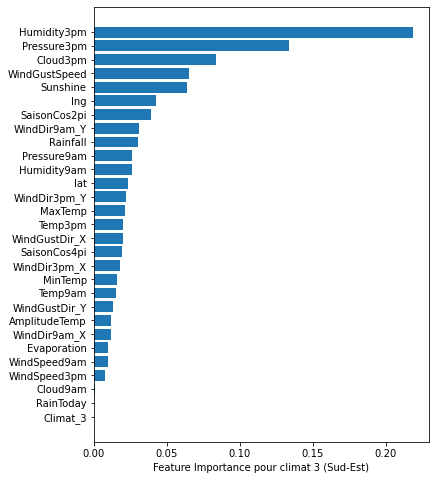 Humidity3pm
Pressure3pm
Cloud3pm
WindGustSpeed
Sunshine
lng
SaisonCos2pi
WindDir9am_Y
Rainfall
Pressure9am
Humidity9am
lat
WindDir3pm_Y
MaxTemp
Temp3pm
WindGustDir_X
SaisonCos4pi
WindDir3pm_X
MinTemp
Temp9am
WindGustDir_Y
AmplitudeTemp
WindDir9am_X
Evaporation
WindSpeed9am
WindSpeed3pm
Cloud9am
RainToday
Climat_3
0.00 0.05 0.10 0.15 0.20
Feature Importance pour climat 3 (Sud-Est)